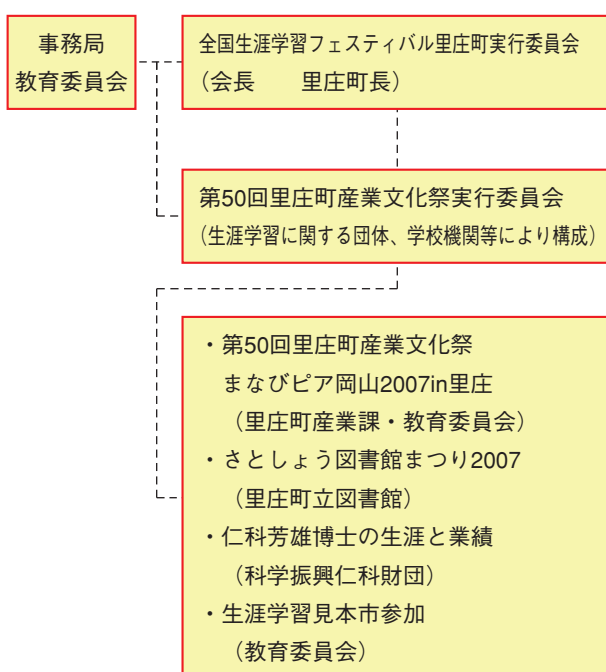 事務局
教育委員会
全国生涯学習フェスティバル里庄町実行委員会
（会長　　里庄町長）
第50回里庄町産業文化祭実行委員会
（生涯学習に関する団体、学校機関等により構成）
・第50回里庄町産業文化祭
まなびピア岡山2007in里庄
（里庄町産業課・教育委員会）
・さとしょう図書館まつり2007
（里庄町立図書館）
・仁科芳雄博士の生涯と業績
（科学振興仁科財団）
・生涯学習見本市参加
（教育委員会）